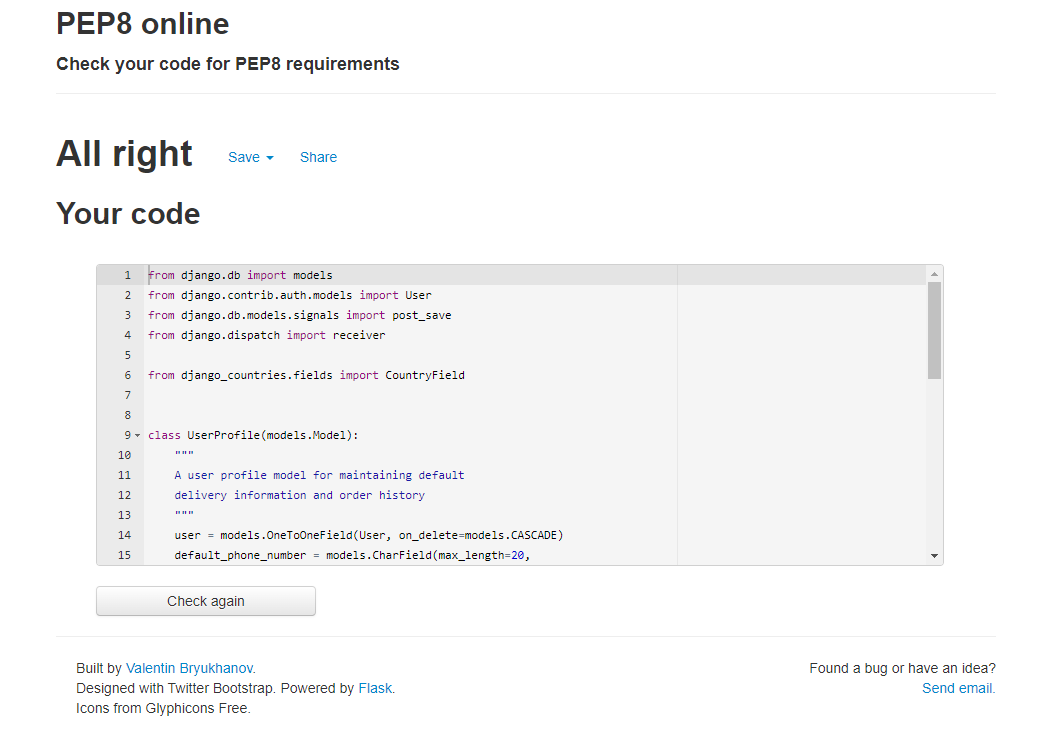 PEP8 online
Check your code for PEP8 requirements
All right Save Share
Your code
1 from django.db import models
2 from django.contrib.auth.models import User
3 from django.db.models.signals import post_save
4 from django.dispatch import receiver
5
6 from django_countries.fields import CountryField
7
8
9 class UserProfile(models.Model):
10 """
11 A user profile model for maintaining default
12 delivery information and order history
13 """
14 user = models.OneToOneField(User, on_delete=models.CASCADE)
15 default_phone_number = models.CharField(max_length=20,
Check again
Built by Valentin Bryukhanov.
Designed with Twitter Bootstrap. Powered by Flask.
Icons from Glyphicons Free.
Found a bug or have an idea?
Send email.